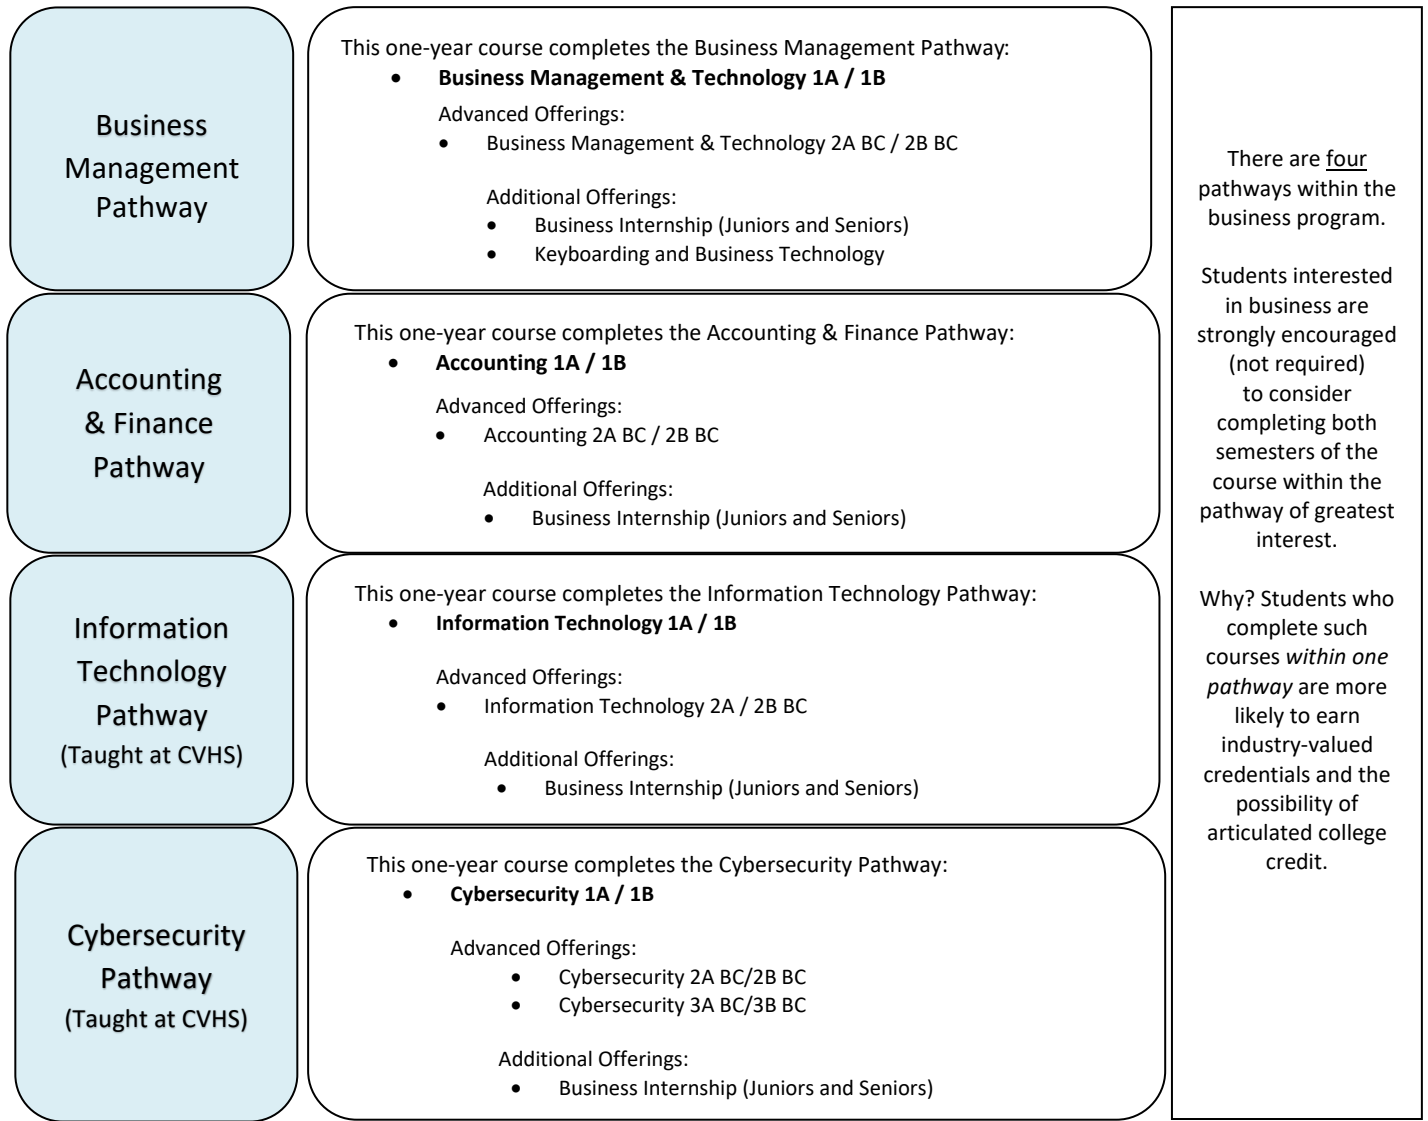 Business
Management
Pathway
This one-year course completes the Business Management Pathway:
• Business Management & Technology 1A / 1B
Advanced Offerings:
• Business Management & Technology 2A BC / 2B BC
Additional Offerings:
• Business Internship (Juniors and Seniors)
• Keyboarding and Business Technology
Accounting
& Finance
Pathway
This one-year course completes the Accounting & Finance Pathway:
• Accounting 1A / 1B
Advanced Offerings:
• Accounting 2A BC / 2B BC
Additional Offerings:
• Business Internship (Juniors and Seniors)
Information
Technology
Pathway
(Taught at CVHS)
This one-year course completes the Information Technology Pathway:
• Information Technology 1A / 1B
Advanced Offerings:
• Information Technology 2A / 2B BC
Additional Offerings:
• Business Internship (Juniors and Seniors)
Cybersecurity
Pathway
(Taught at CVHS)
This one-year course completes the Cybersecurity Pathway:
• Cybersecurity 1A / 1B
Advanced Offerings:
• Cybersecurity 2A BC/2B BC
• Cybersecurity 3A BC/3B BC
Additional Offerings:
• Business Internship (Juniors and Seniors)
There are four
pathways within the
business program.
Students interested
in business are
strongly encouraged
(not required)
to consider
completing both
semesters of the
course within the
pathway of greatest
interest.
Why? Students who
complete such
courses within one
pathway are more
likely to earn
industry-valued
credentials and the
possibility of
articulated college
credit.